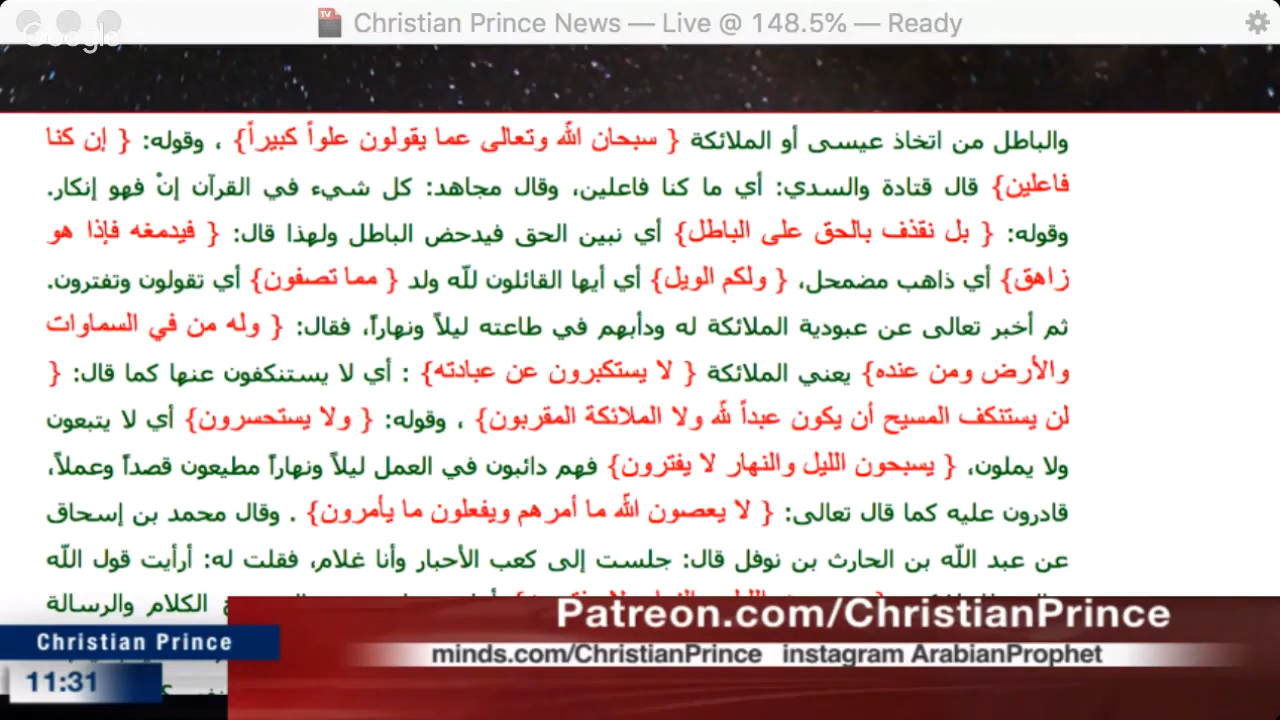 Christian Prince News — Live @ 148.5% — Ready
Google
والباطل من اتخاذ عيسى أو الملائكة { سبحان الله وتعالى عما يقولون علواً كبيراً} ، وقوله: { إن كنا
فاعلين} قال قتادة والسدي: أي ما كنا فاعلين، وقال مجاهد: كل شيء في القرآن إنْ فهو إنكار.
وقوله: { بل نقذف بالحق على الباطل} أي نبين الحق فيدحض الباطل ولهذا قال: { فيدمغه فإذا هو
زاهق} أي ذاهب مضمحل، { ولكم الويل} أي أيها القائلون للّه ولد { مما تصفون} أي تقولون وتفترون.
ثم أخبر تعالى عن عبودية الملائكة له ودأبهم في طاعته ليلاً ونهاراً، فقال: { وله من في السماوات
والأرض ومن عنده} يعني الملائكة { لا يستكبرون عن عبادته} : أي لا يستنكفون عنها كما قال: {
لن يستنكف المسيح أن يكون عبداً لله ولا الملائكة المقربون} ، وقوله: { ولا يستحسرون} أي لا يتبعون
ولا يملون، { يسبحون الليل والنهار لا يفترون} فهم دائبون في العمل ليلاً ونهاراً مطيعون قصداً وعملاً،
قادرون عليه كما قال تعالى: { لا يعصون الله ما أمرهم ويفعلون ما يأمرون} . وقال محمد بن إسحاق
عن عبد اللّه بن الحارث بن نوفل قال: جلست إلى كعب الأحبار وأنا غلام، فقلت له: أرأيت قول اللّه
الكلام والرسالة
Patreon.com/ChristianPrince
Christian Prince
minds.com/ChristianPrince instagram ArabianProphet
11:31